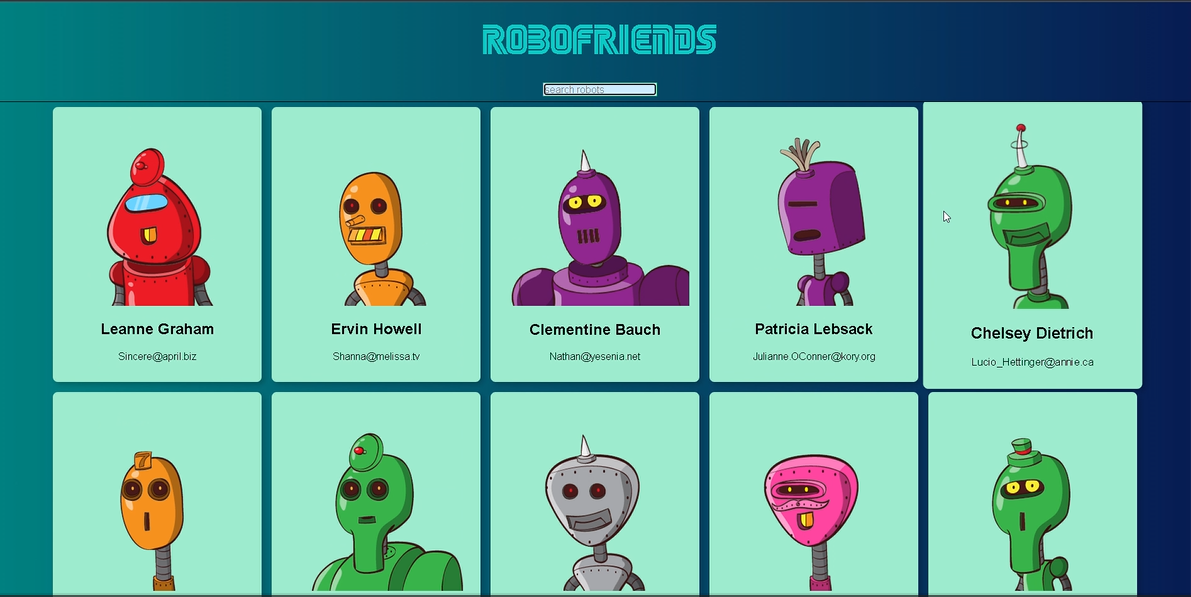 ROBOFRIENDS
search robots
Leanne Graham
Sincere@april.biz
Ervin Howell
Shanna@melissa.tv
Clementine Bauch
Nathan@yesenia.net
Patricia Lebsack
Julianne.OConner@kory.org
Chelsey Dietrich
Lucio_Hettinger@annie.ca
7